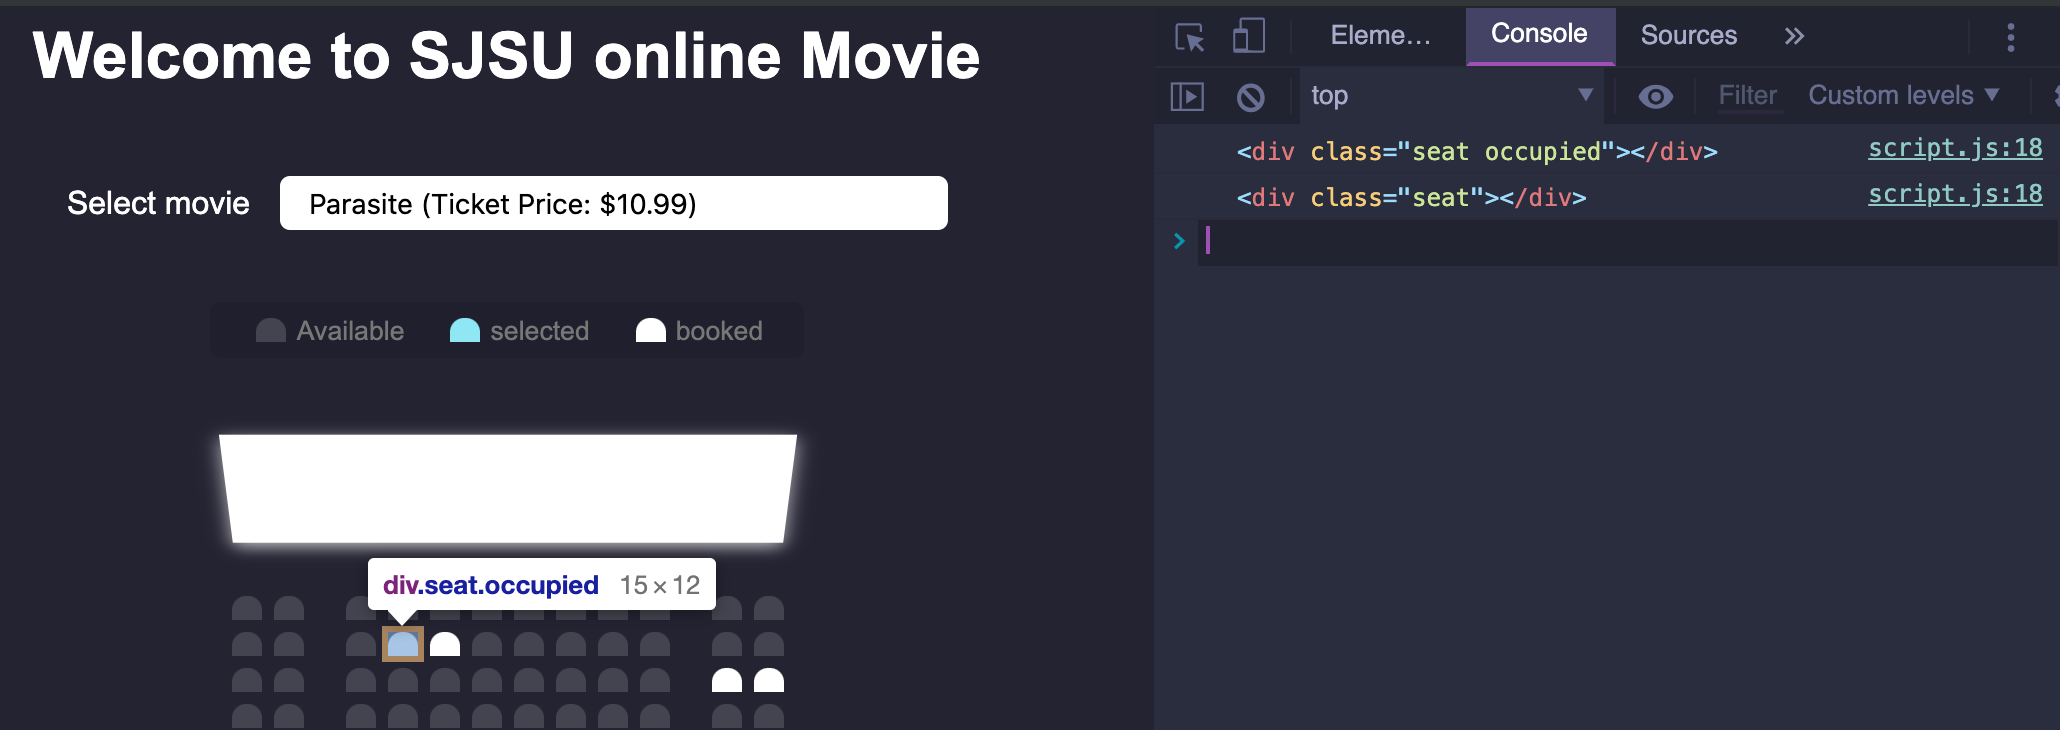 Welcome to SJSU online Movie
Select movie
Parasite (Ticket Price: $10.99)
Available selected booked
div.seat.occupied 15×12
Eleme… Console Sources
top Filter Custom levels
<div class="seat occupied"></div> script.js:18
<div class="seat"></div> script.js:18